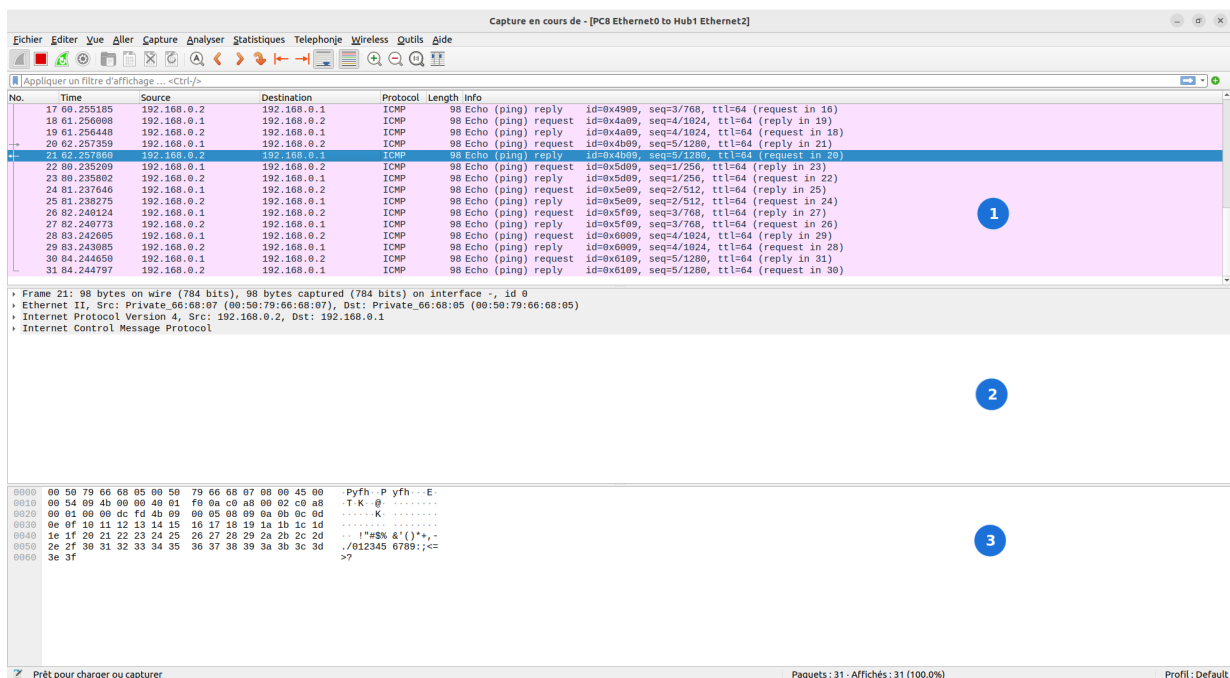 Capture en cours de - [PC8 Ethernet0 to Hub1 Ethernet2]
Fichier Editer Vue Aller Capture Analyser Statistiques Telephonie Wireless Outils Aide
Appliquer un filtre d'affichage … <Ctrl-/>
No. Time Source Destination Protocol Length Info
17 60.255185 192.168.0.2 192.168.0.1 ICMP 98 Echo (ping) reply id=0x4909, seq=3/768, ttl=64 (request in 16)
18 61.256008 192.168.0.1 192.168.0.2 ICMP 98 Echo (ping) request id=0x4a09, seq=4/1024, ttl=64 (reply in 19)
19 61.256448 192.168.0.2 192.168.0.1 ICMP 98 Echo (ping) reply id=0x4a09, seq=4/1024, ttl=64 (request in 18)
20 62.257359 192.168.0.1 192.168.0.2 ICMP 98 Echo (ping) request id=0x4b09, seq=5/1280, ttl=64 (reply in 21)
21 62.257860 192.168.0.2 192.168.0.1 ICMP 98 Echo (ping) reply id=0x4b09, seq=5/1280, ttl=64 (request in 20)
22 80.235209 192.168.0.1 192.168.0.2 ICMP 98 Echo (ping) request id=0x5d09, seq=1/256, ttl=64 (reply in 23)
23 80.235802 192.168.0.2 192.168.0.1 ICMP 98 Echo (ping) reply id=0x5d09, seq=1/256, ttl=64 (request in 22)
24 81.237646 192.168.0.1 192.168.0.2 ICMP 98 Echo (ping) request id=0x5e09, seq=2/512, ttl=64 (reply in 25)
25 81.238275 192.168.0.2 192.168.0.1 ICMP 98 Echo (ping) reply id=0x5e09, seq=2/512, ttl=64 (request in 24)
26 82.240124 192.168.0.1 192.168.0.2 ICMP 98 Echo (ping) request id=0x5f09, seq=3/768, ttl=64 (reply in 27)
27 82.240773 192.168.0.2 192.168.0.1 ICMP 98 Echo (ping) reply id=0x5f09, seq=3/768, ttl=64 (request in 26)
28 83.242605 192.168.0.1 192.168.0.2 ICMP 98 Echo (ping) request id=0x6009, seq=4/1024, ttl=64 (reply in 29)
29 83.243085 192.168.0.2 192.168.0.1 ICMP 98 Echo (ping) reply id=0x6009, seq=4/1024, ttl=64 (request in 28)
30 84.244650 192.168.0.1 192.168.0.2 ICMP 98 Echo (ping) request id=0x6109, seq=5/1280, ttl=64 (reply in 31)
31 84.244797 192.168.0.2 192.168.0.1 ICMP 98 Echo (ping) reply id=0x6109, seq=5/1280, ttl=64 (request in 30)
1
Frame 21: 98 bytes on wire (784 bits), 98 bytes captured (784 bits) on interface -, id 0
Ethernet II, Src: Private_66:68:07 (00:50:79:66:68:07), Dst: Private_66:68:05 (00:50:79:66:68:05)
Internet Protocol Version 4, Src: 192.168.0.2, Dst: 192.168.0.1
Internet Control Message Protocol
2
0000 00 50 79 66 68 05 00 50 79 66 68 07 08 00 45 00 ·Pyfh··P yfh···E·
0010 00 54 09 4b 00 00 40 01 f0 0a c0 a8 00 02 c0 a8 ·T·K··@· ········
0020 00 01 00 00 dc fd 4b 09 00 05 08 09 0a 0b 0c 0d ······K· ········
0030 0e 0f 10 11 12 13 14 15 16 17 18 19 1a 1b 1c 1d ········ ········
0040 1e 1f 20 21 22 23 24 25 26 27 28 29 2a 2b 2c 2d ·· !"#$% &'()*+,-
0050 2e 2f 30 31 32 33 34 35 36 37 38 39 3a 3b 3c 3d ./012345 6789:;<=
0060 3e 3f >?
3
Prêt pour charger ou capturer Paquets : 31 · Affichés : 31 (100.0%) Profil : Default